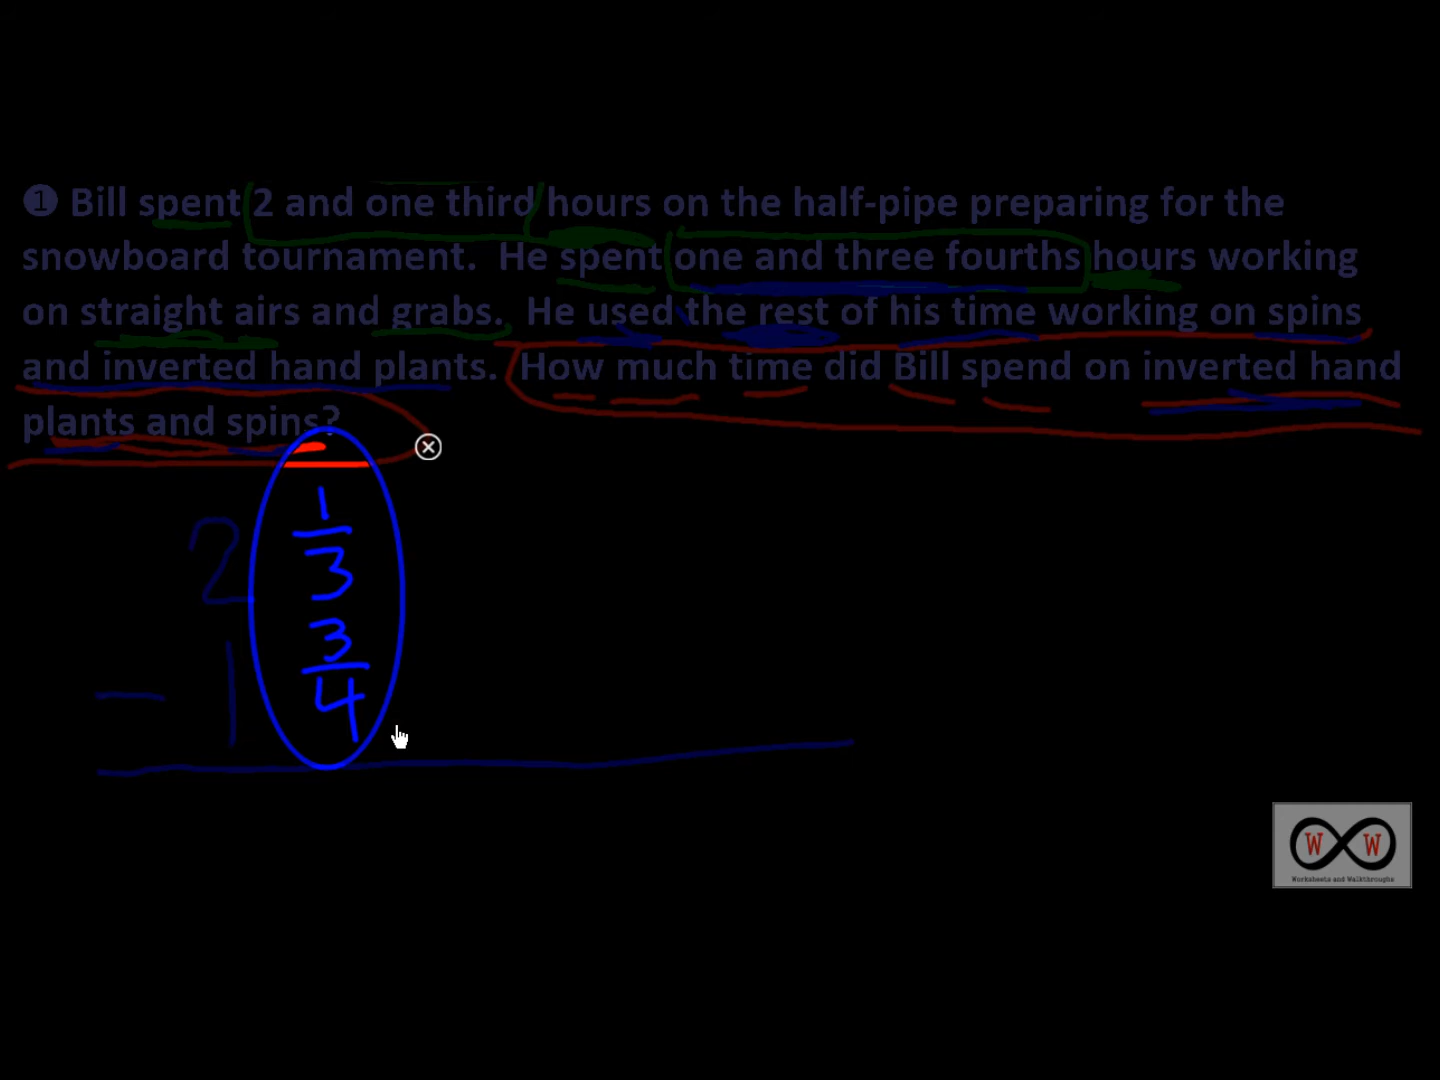 ❶ Bill spent 2 and one third hours on the half-pipe preparing for the
snowboard tournament. He spent one and three fourths hours working
on straight airs and grabs. He used the rest of his time working on spins
and inverted hand plants. How much time did Bill spend on inverted hand
plants and spins?
2 1/3
- 1 3/4
W W
Worksheets and Walkthroughs